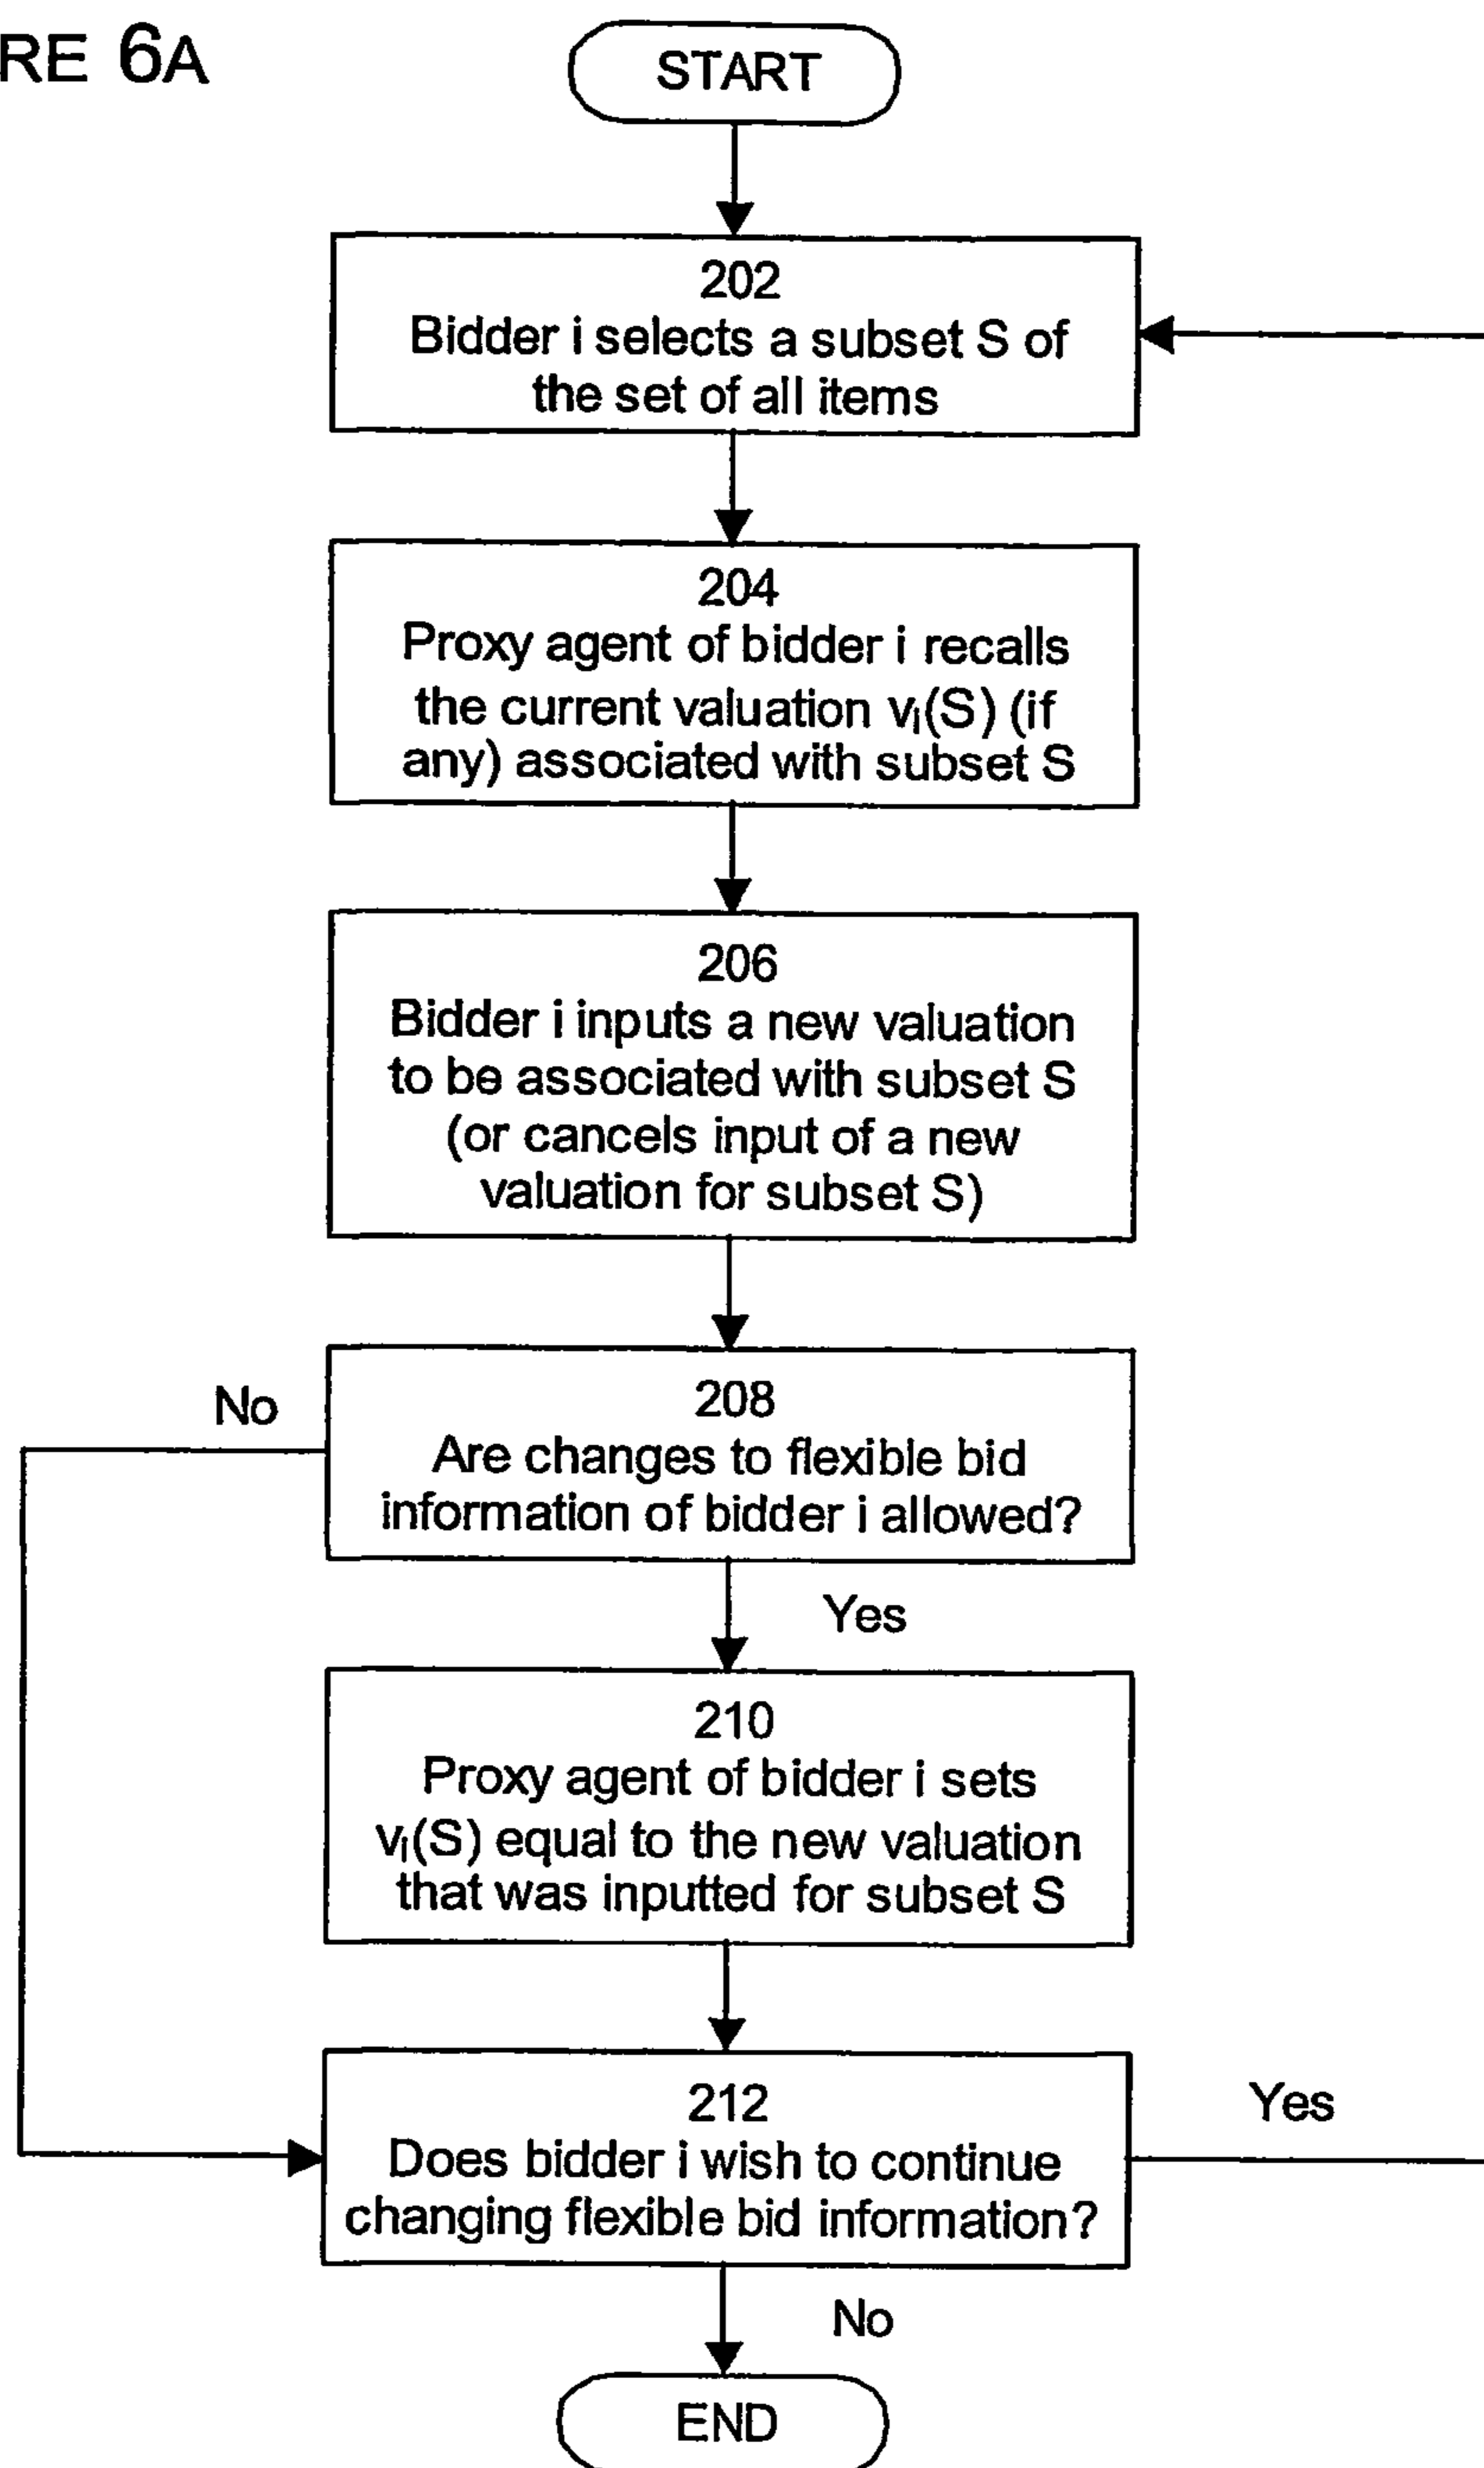 RE 6A
START
202
Bidder i selects a subset S of
the set of all items
204
Proxy agent of bidder i recalls
the current valuation vᵢ(S) (if
any) associated with subset S
206
Bidder i inputs a new valuation
to be associated with subset S
(or cancels input of a new
valuation for subset S)
No
208
Are changes to flexible bid
information of bidder i allowed?
Yes
210
Proxy agent of bidder i sets
vᵢ(S) equal to the new valuation
that was inputted for subset S
212
Does bidder i wish to continue
changing flexible bid information?
Yes
No
END